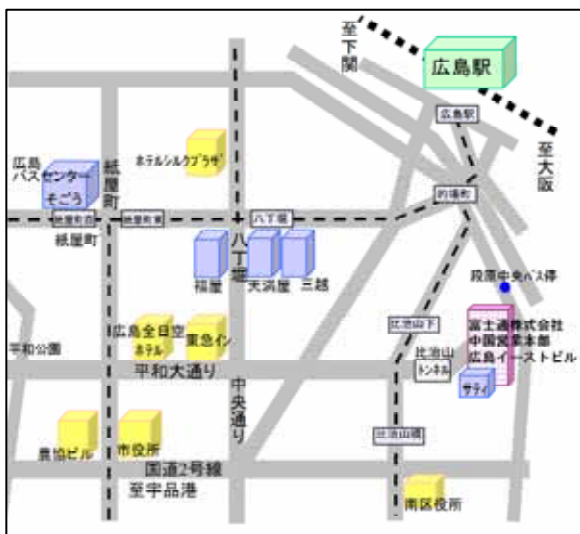 至下関
広島駅
広島駅
至大阪
ホテルシルクプラザ
広島
バスセンター
そごう
紙屋町
紙屋町西
紙屋町東
八丁堀
的場町
紙屋町
八丁堀
福屋
天満屋
三越
段原中央バス停
比治山下
富士通株式会社
中国営業本部
広島イーストビル
広島全日空
ホテル
東急イン
平和公園
比治山
トンネル
平和大通り
サティ
中央通り
農協ビル
市役所
比治山橋
国道2号線
至宇品港
南区役所